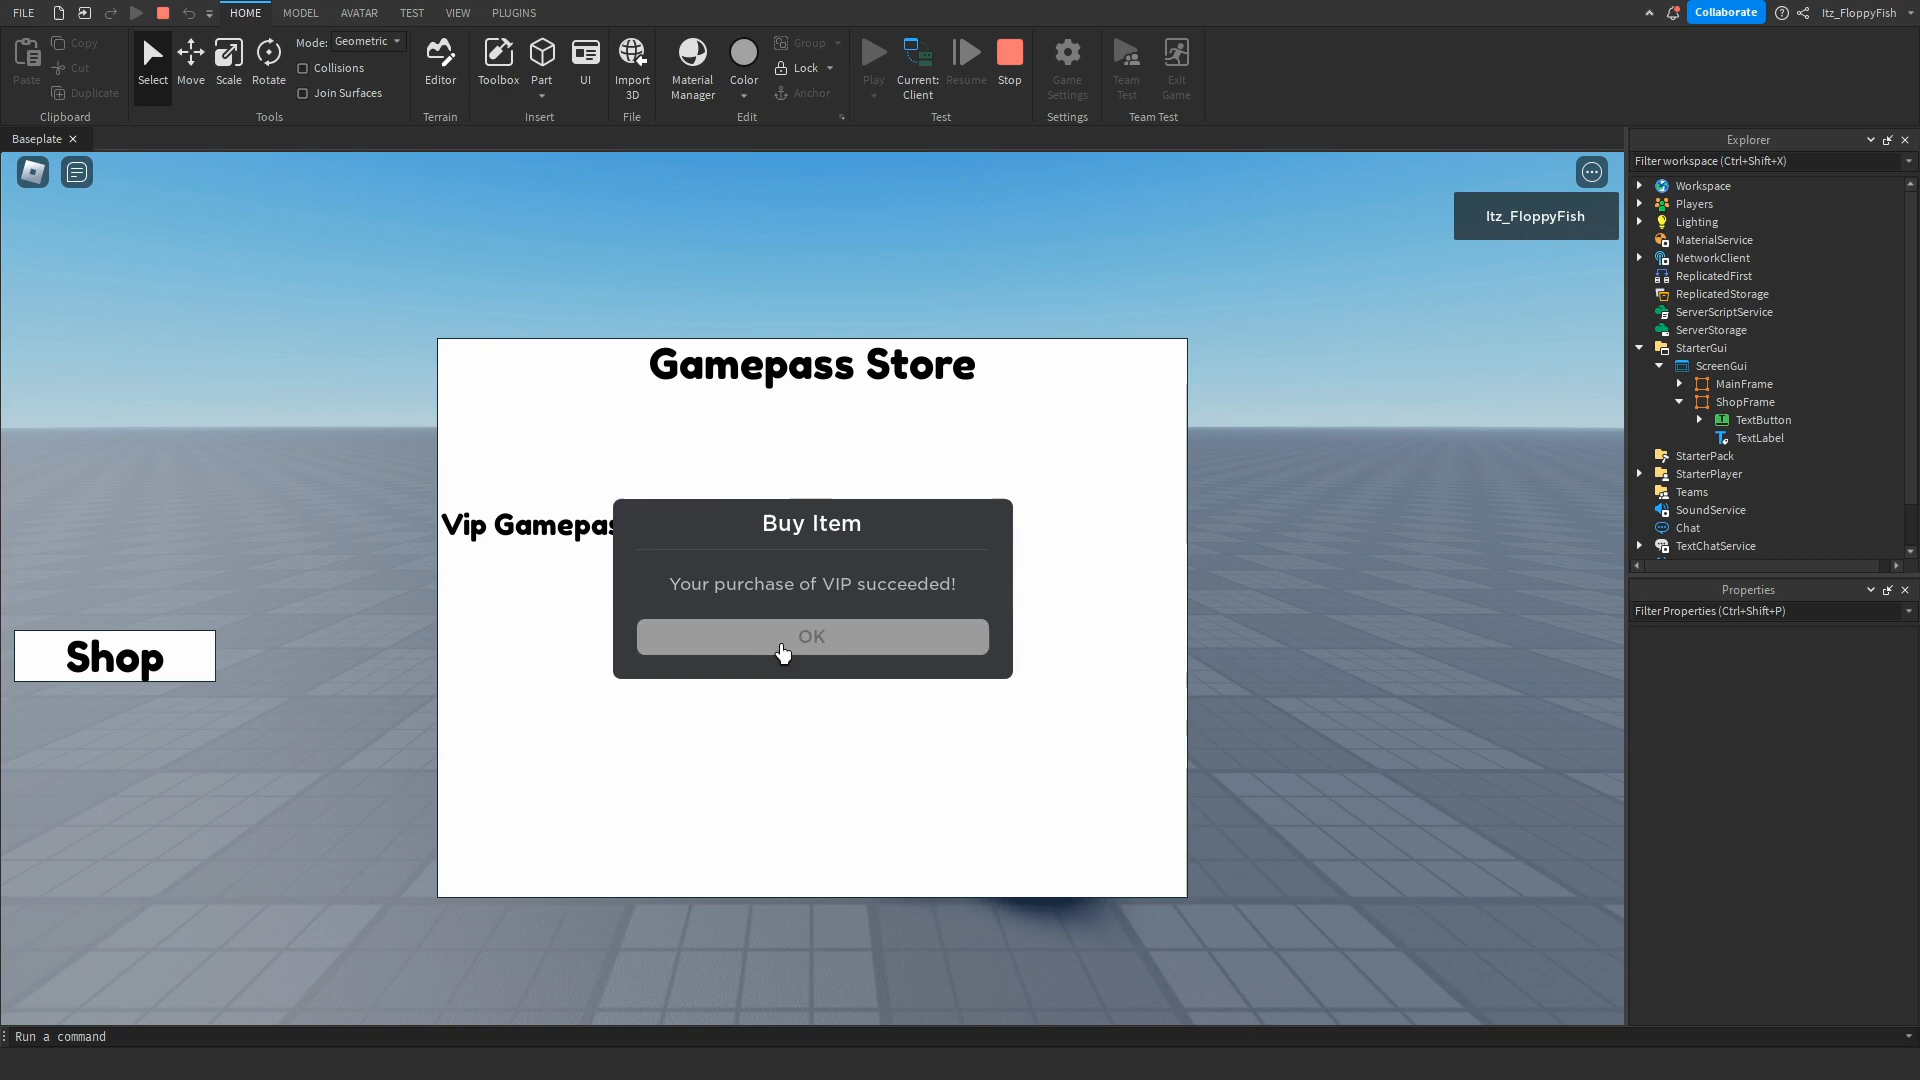 FILE HOME MODEL AVATAR TEST VIEW PLUGINS Collaborate Itz_FloppyFish
Paste Copy Cut Duplicate
Clipboard
Select Move Scale Rotate
Mode: Geometric
Collisions
Join Surfaces
Tools
Editor
Terrain
Toolbox Part UI
Insert
Import
3D
File
Material
Manager
Color
Group
Lock
Anchor
Edit
Play
Current:
Client
Resume Stop
Test
Game
Settings
Settings
Team
Test
Exit
Game
Team Test
Baseplate
Itz_FloppyFish
Gamepass Store
Vip Gamepas
Buy Item
Your purchase of VIP succeeded!
OK
Shop
Explorer
Filter workspace (Ctrl+Shift+X)
Workspace
Players
Lighting
MaterialService
NetworkClient
ReplicatedFirst
ReplicatedStorage
ServerScriptService
ServerStorage
StarterGui
ScreenGui
MainFrame
ShopFrame
TextButton
TextLabel
StarterPack
StarterPlayer
Teams
SoundService
Chat
TextChatService
Properties
Filter Properties (Ctrl+Shift+P)
Run a command